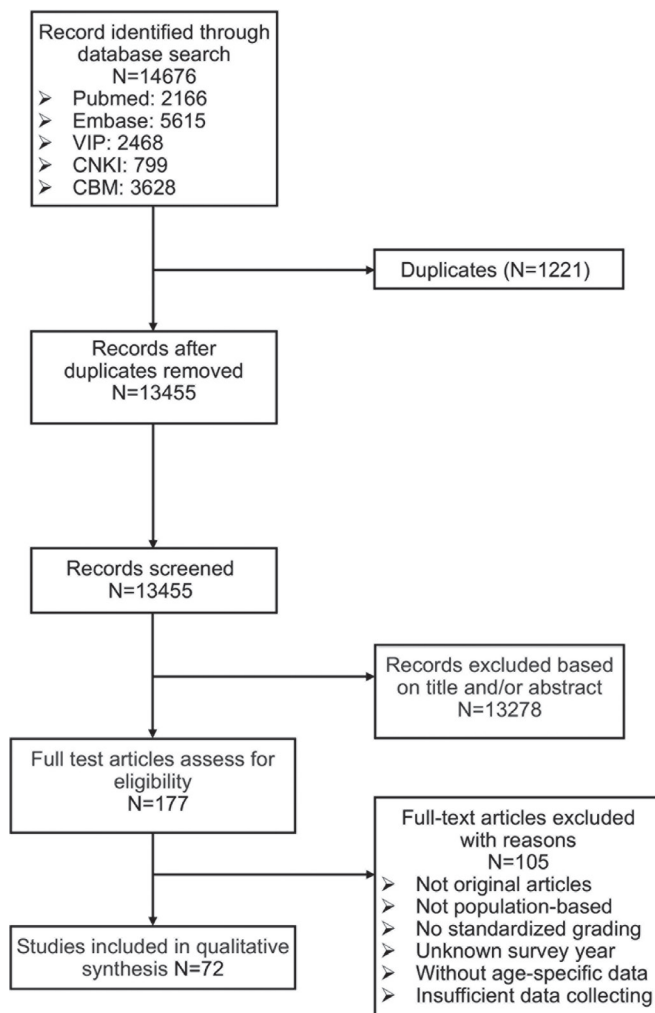 Record identified through
database search
N=14676
➢ Pubmed: 2166
➢ Embase: 5615
➢ VIP: 2468
➢ CNKI: 799
➢ CBM: 3628
Duplicates (N=1221)
Records after
duplicates removed
N=13455
Records screened
N=13455
Records excluded based
on title and/or abstract
N=13278
Full test articles assess for
eligibility
N=177
Full-text articles excluded
with reasons
N=105
➢ Not original articles
➢ Not population-based
➢ No standardized grading
➢ Unknown survey year
➢ Without age-specific data
➢ Insufficient data collecting
Studies included in qualitative
synthesis N=72